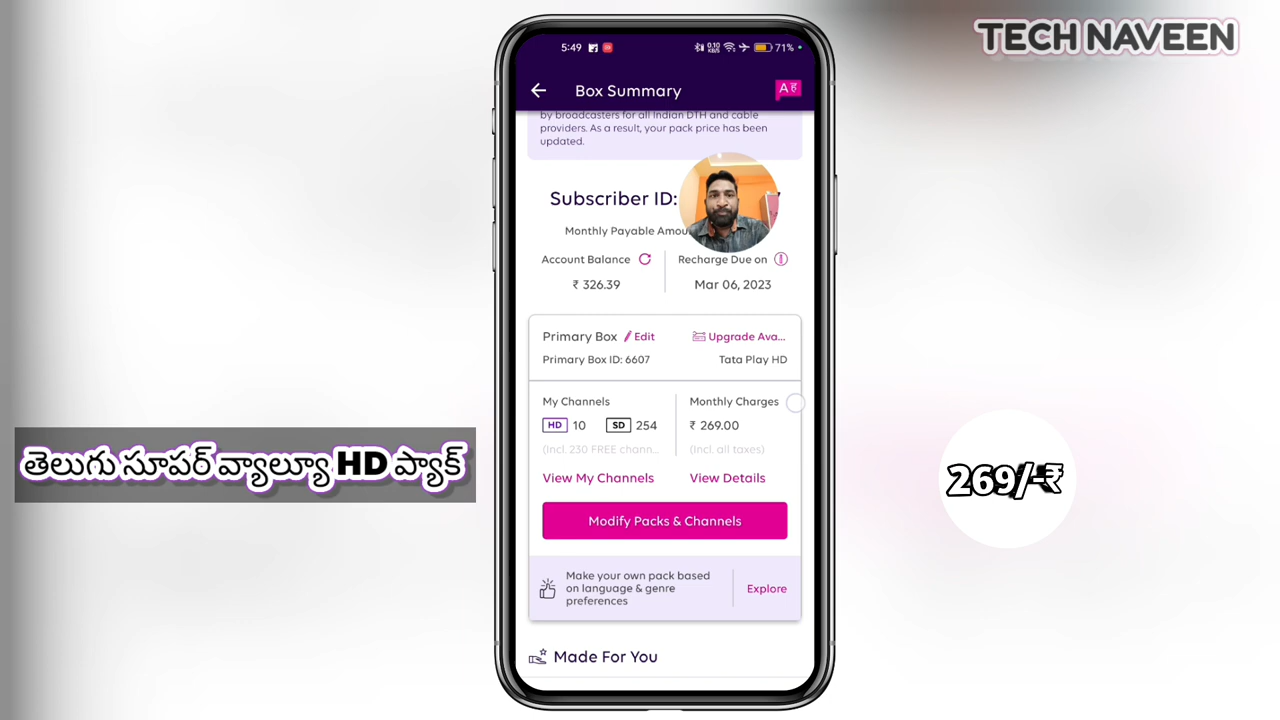 TECH NAVEEN
5:49
71%
Box Summary
by broadcasters for all Indian DTH and cable
providers. As a result, your pack price has been
updated.
Subscriber ID:
Monthly Payable
Account Balance
Recharge Due on
₹ 326.39
Mar 06, 2023
Primary Box Edit
Upgrade Ava...
Primary Box ID: 6607
Tata Play HD
My Channels
Monthly Charges
HD 10 SD 254
₹ 269.00
(Incl. 230 FREE chann...
(Incl. all taxes)
View My Channels
View Details
Modify Packs & Channels
Make your own pack based
on language & genre
preferences
Explore
Made For You
తెలుగు సూపర్ వ్యాల్యూ HD ప్యాక్
269/-₹